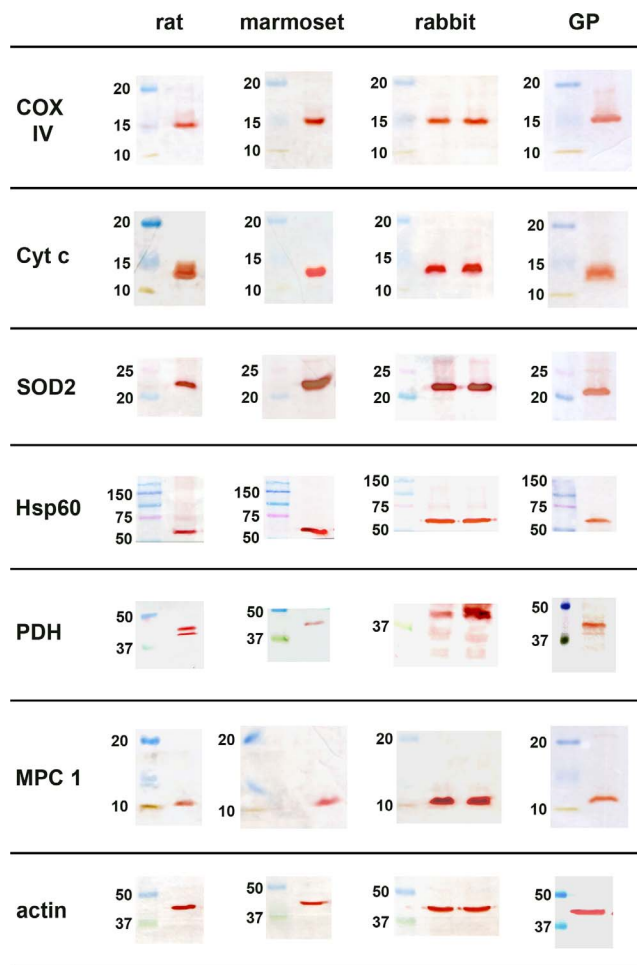 rat marmoset rabbit GP
COX
IV
20 20 20 20
15 15 15 15
10 10 10 10
Cyt c
20 20 20 20
15 15 15 15
10 10 10 10
SOD2
25 25 25 25
20 20 20 20
Hsp60
150 150 150 150
75 75 75 75
50 50 50 50
PDH
50 50 50
37 37 37 37
MPC 1
20 20 20 20
10 10 10 10
actin
50 50 50 50
37 37 37 37